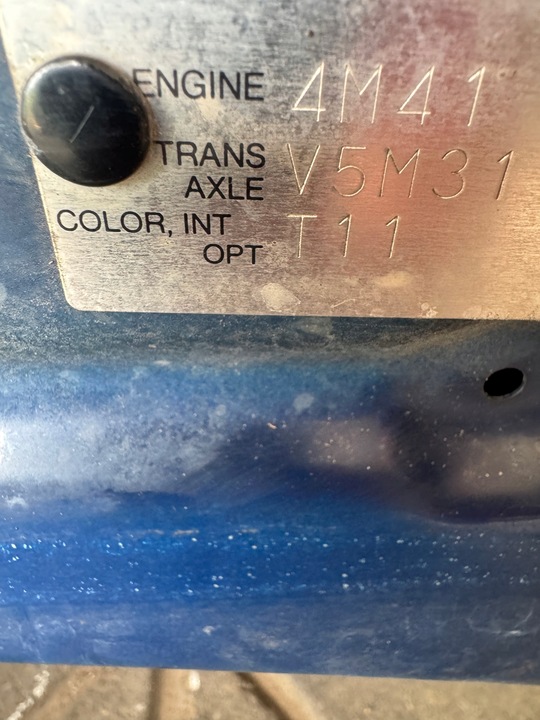 ENGINE 4M41
TRANS
AXLE V5M31
COLOR, INT T11
OPT